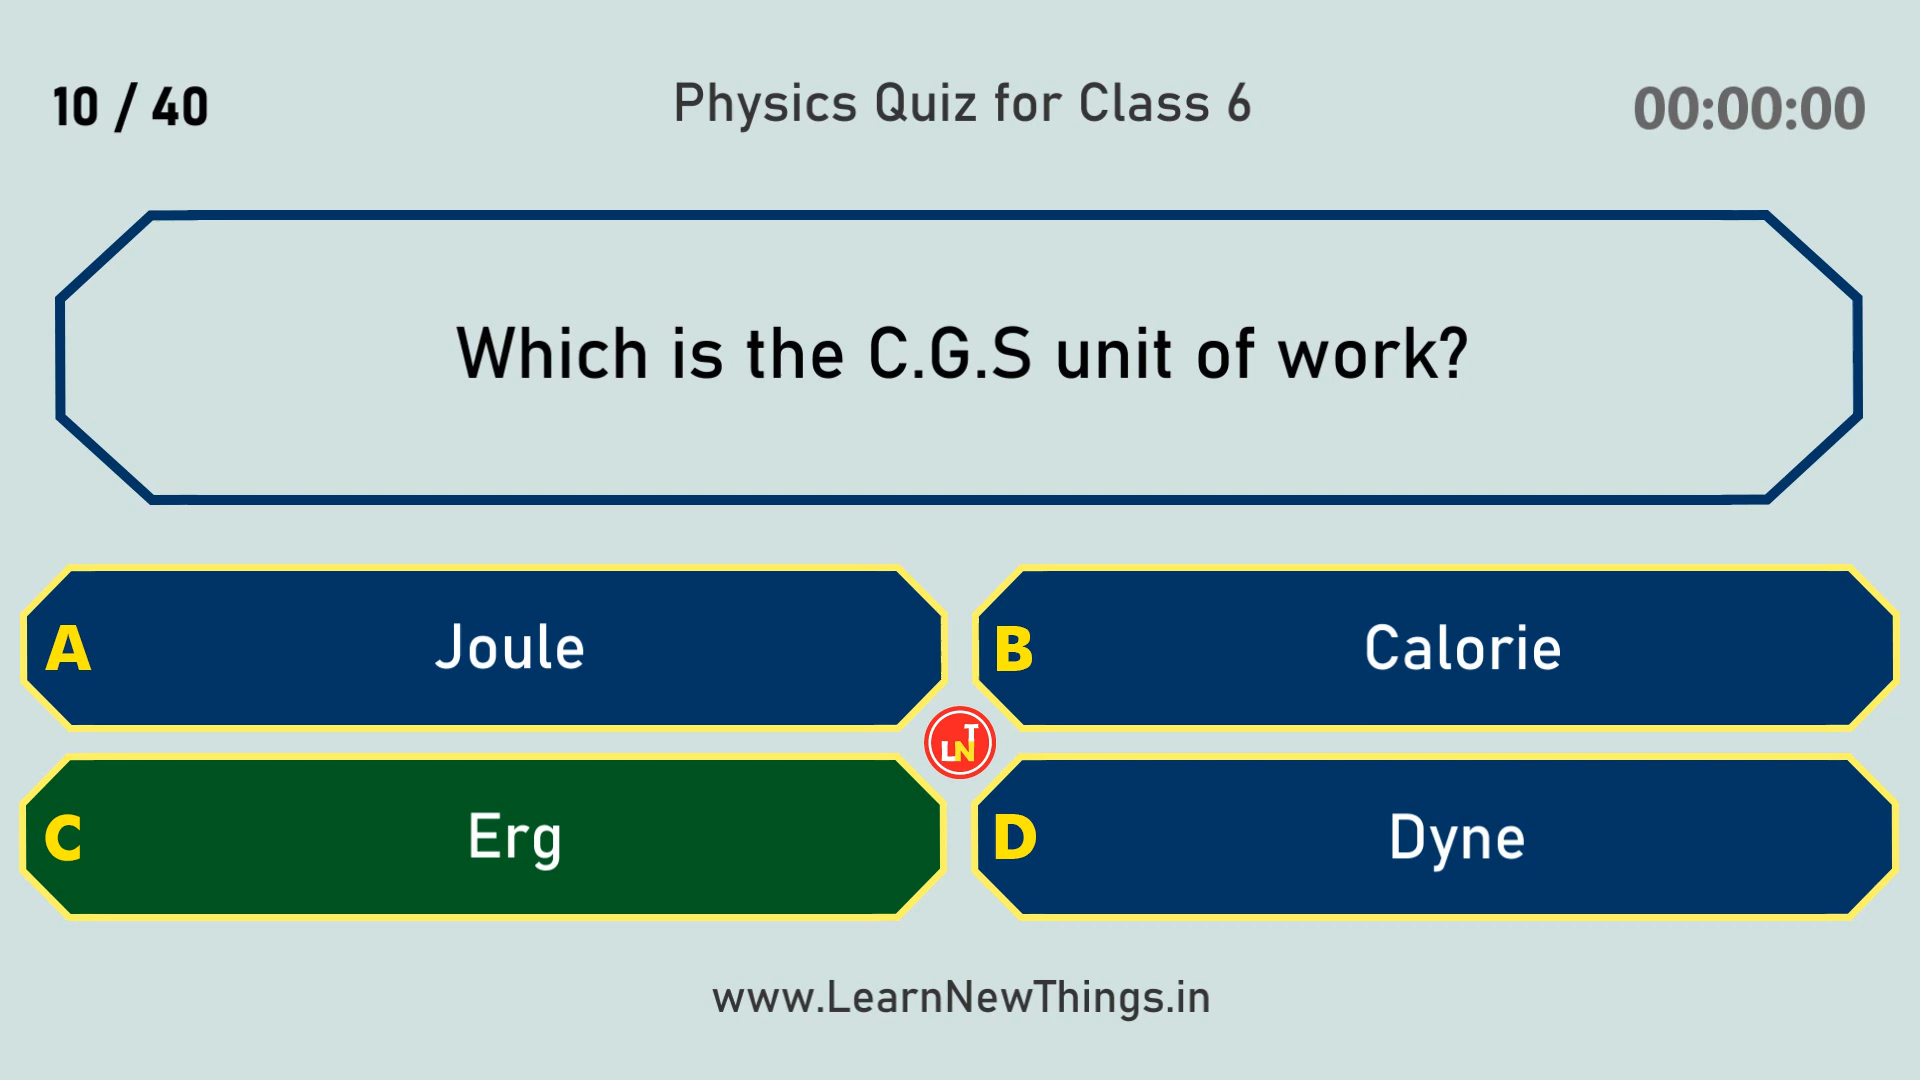 10 / 40
Physics Quiz for Class 6
00:00:00
Which is the C.G.S unit of work?
A
Joule
B
Calorie
LNT
C
Erg
D
Dyne
www.LearnNewThings.in